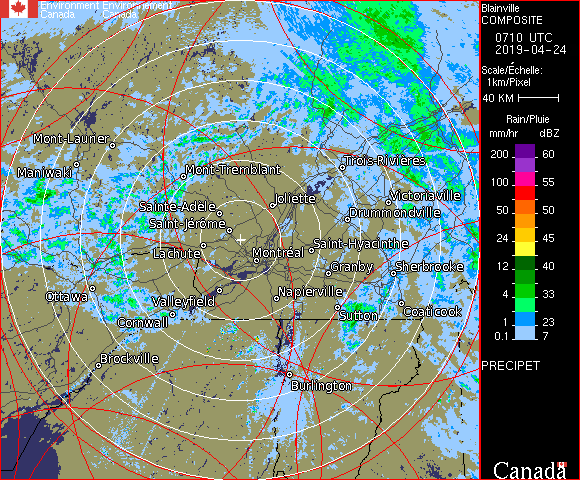 Environment Environnement
Canada Canada
Blainville
COMPOSITE
0710 UTC
2019-04-24
Scale/Échelle:
1km/Pixel
40 KM
Rain/Pluie
mm/hr dBZ
200 60
150 57
100 55
50 50
24 45
12 40
4 33
1 23
0.1 7
PRECIPET
Canada
Mont-Laurier
Maniwaki
Mont-Tremblant
Trois-Rivières
Victoriaville
Sainte-Adèle
Joliette
Drummondville
Saint-Jérôme
Lachute
Montréal
Saint-Hyacinthe
Granby
Sherbrooke
Ottawa
Valleyfield
Napierville
Cornwall
Sutton
Coaticook
Brockville
Burlington